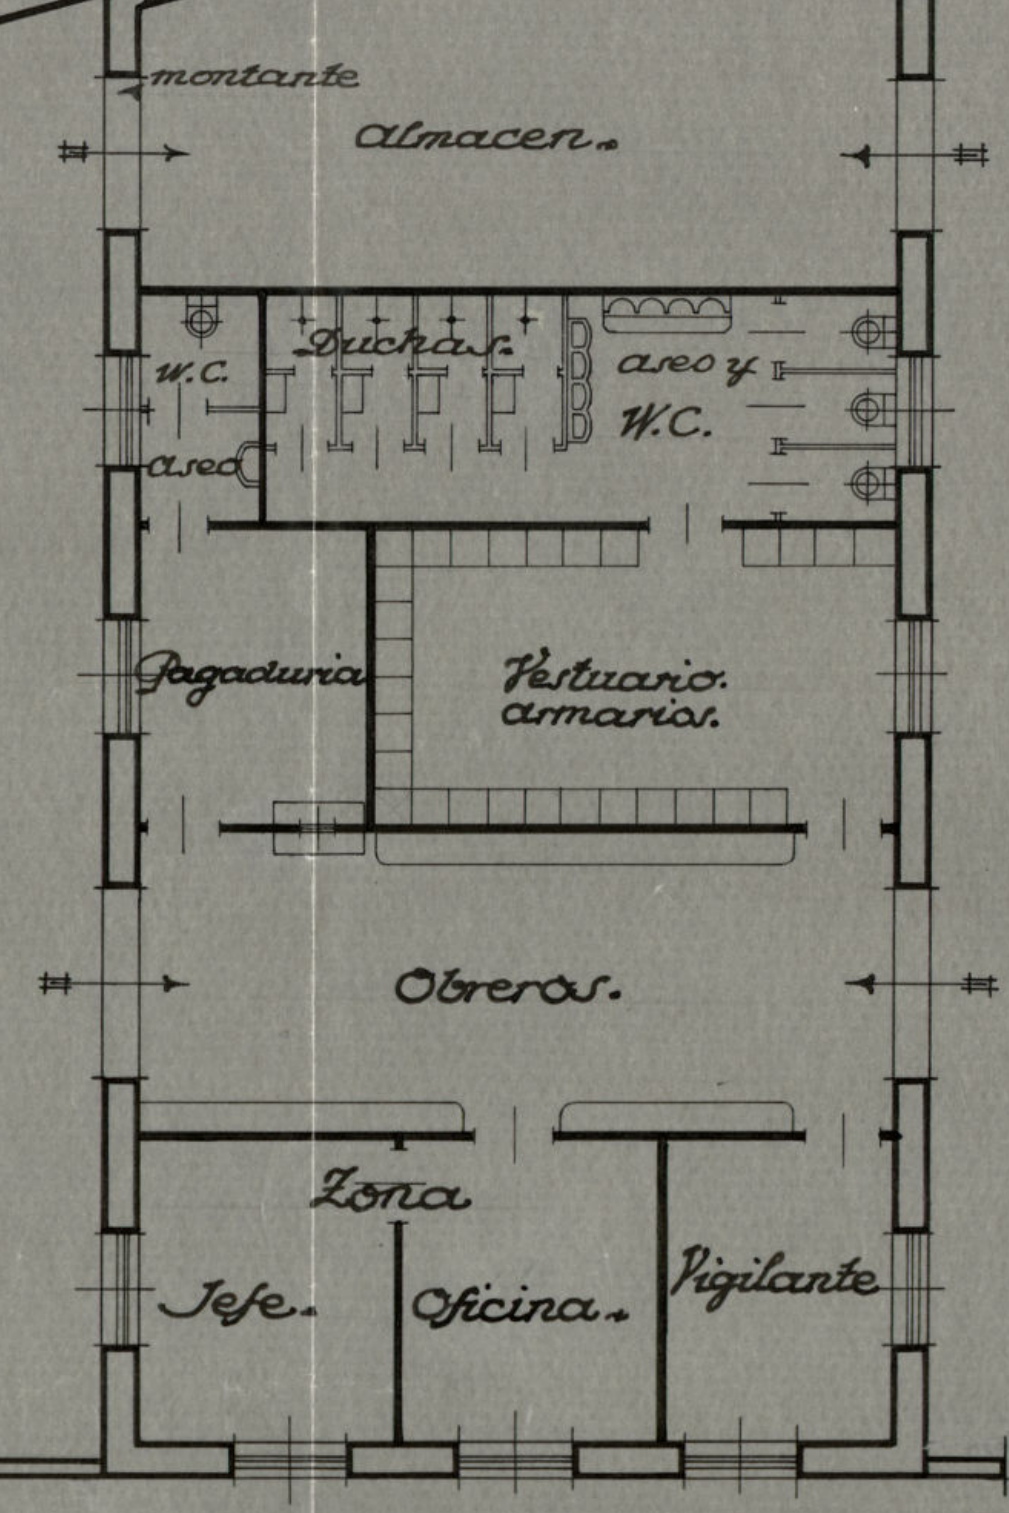 montante
Almacen.
Duchas.
W.C.
aseo y
W.C.
aseo
Pagaduria
Vestuario.
armarios.
Obreros.
Zona
Jefe.
Oficina.
Vigilante